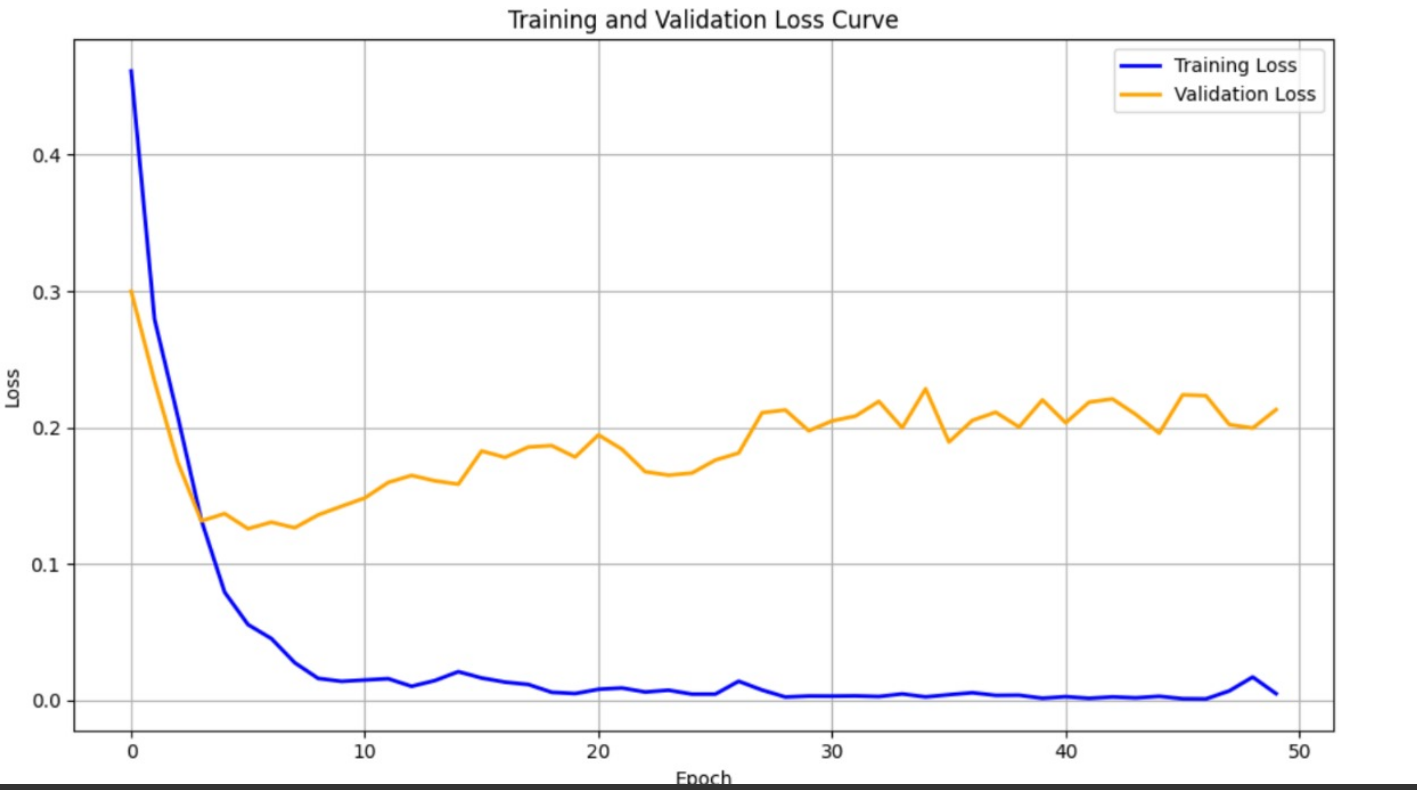 Training and Validation Loss Curve
Training Loss
Validation Loss
0.4
0.3
0.2
0.1
0.0
Loss
0 10 20 30 40 50
Epoch